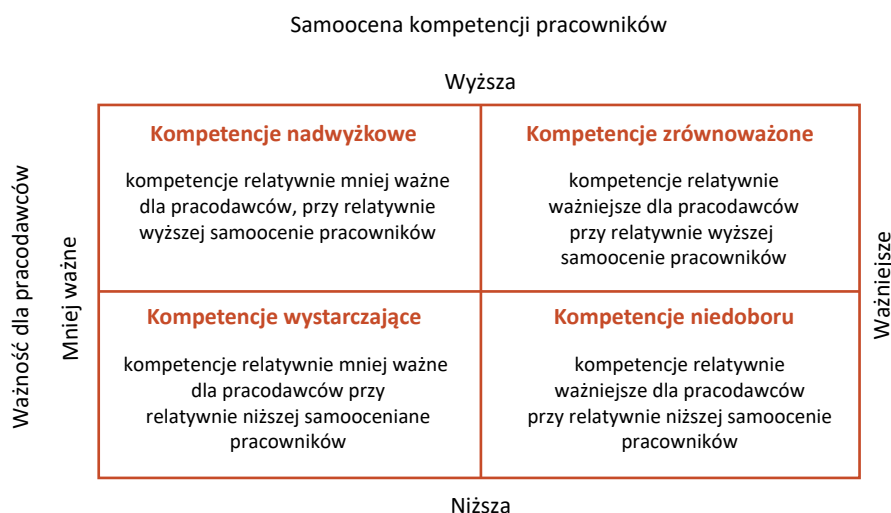 Samoocena kompetencji pracowników
Wyższa
Ważność dla pracodawców
Mniej ważne
Kompetencje nadwyżkowe
kompetencje relatywnie mniej ważne
dla pracodawców, przy relatywnie
wyższej samoocenie pracowników
Kompetencje zrównoważone
kompetencje relatywnie
ważniejsze dla pracodawców
przy relatywnie wyższej
samoocenie pracowników
Ważniejsze
Kompetencje wystarczające
kompetencje relatywnie mniej ważne
dla pracodawców przy
relatywnie niższej samooceniane
pracowników
Kompetencje niedoboru
kompetencje relatywnie
ważniejsze dla pracodawców
przy relatywnie niższej samoocenie
pracowników
Niższa